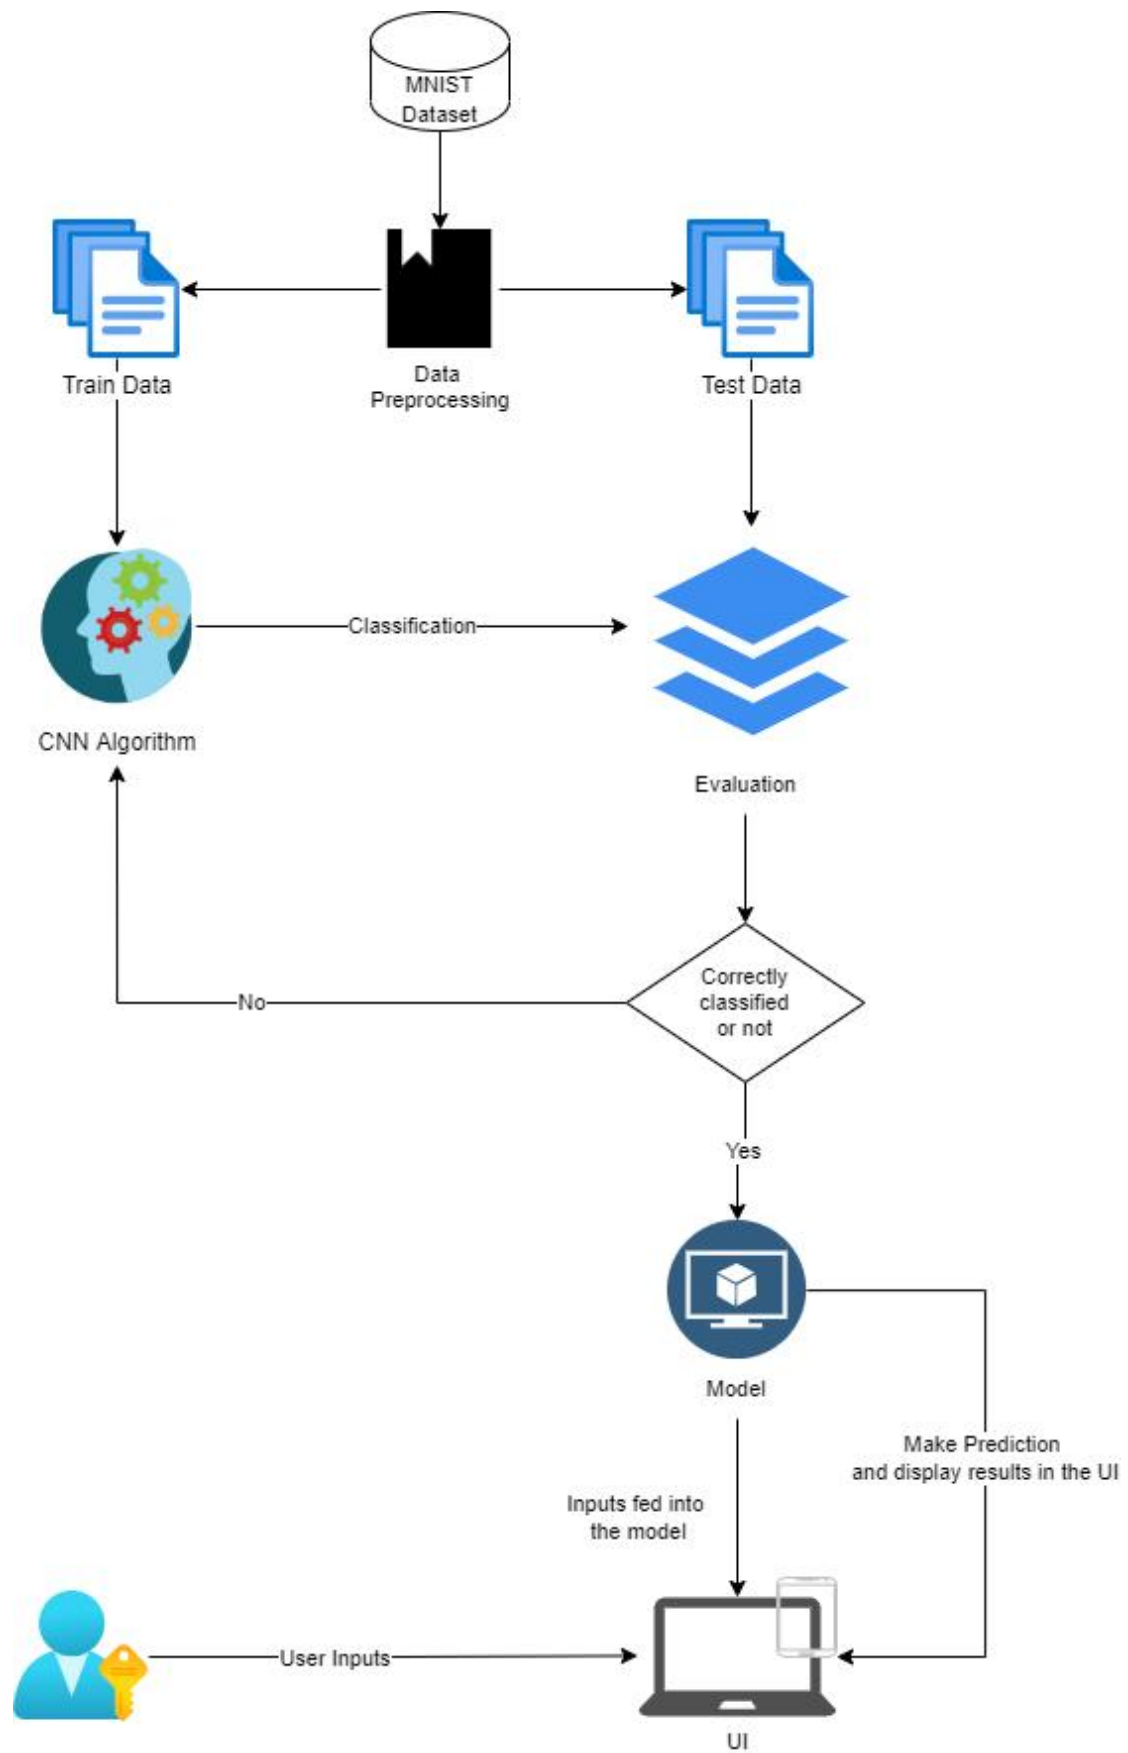 MNIST
Dataset
Data
Preprocessing
Train Data
Test Data
Classification
CNN Algorithm
Evaluation
Correctly
classified
or not
No
Yes
Model
Make Prediction
and display results in the UI
Inputs fed into
the model
User Inputs
UI